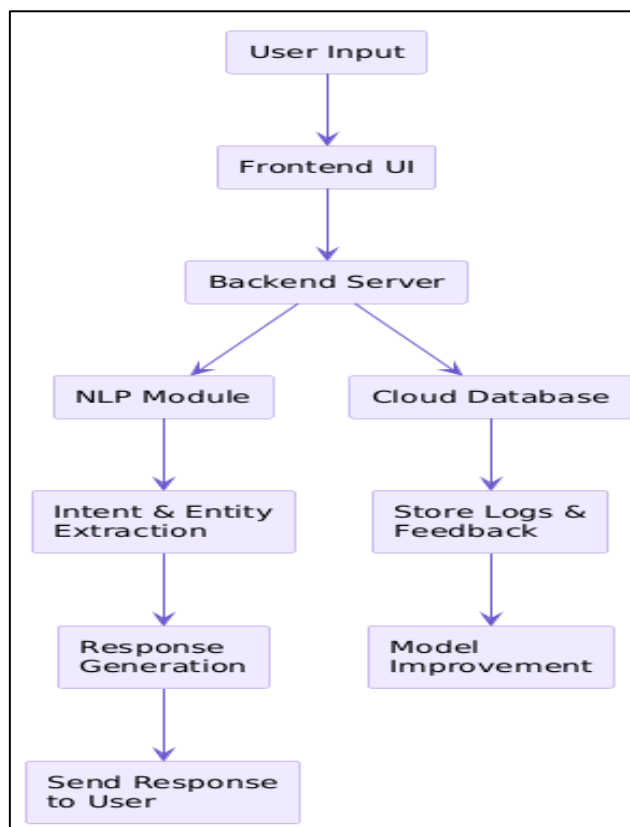 User Input
Frontend UI
Backend Server
NLP Module
Cloud Database
Intent & Entity
Extraction
Store Logs &
Feedback
Response
Generation
Model
Improvement
Send Response
to User